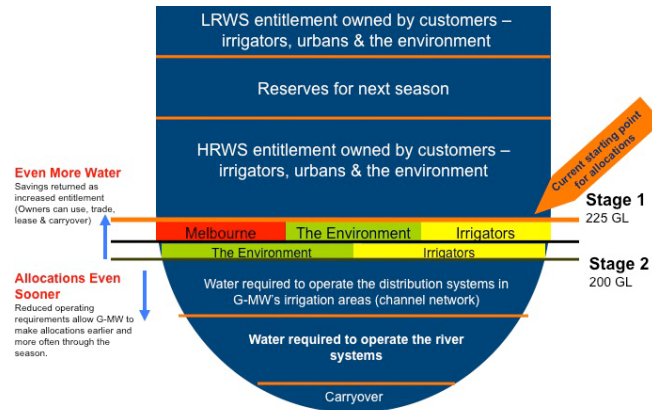 LRWS entitlement owned by customers –
irrigators, urbans & the environment
Reserves for next season
HRWS entitlement owned by customers –
irrigators, urbans & the environment
Current starting point
for allocations
Even More Water
Savings returned as
increased entitlement
(Owners can use, trade,
lease & carryover)
Stage 1
225 GL
Melbourne
The Environment
Irrigators
The Environment
Irrigators
Stage 2
200 GL
Allocations Even
Sooner
Reduced operating
requirements allow G-MW to
make allocations earlier and
more often through the
season.
Water required to operate the distribution systems in
G-MW's irrigation areas (channel network)
Water required to operate the river
systems
Carryover